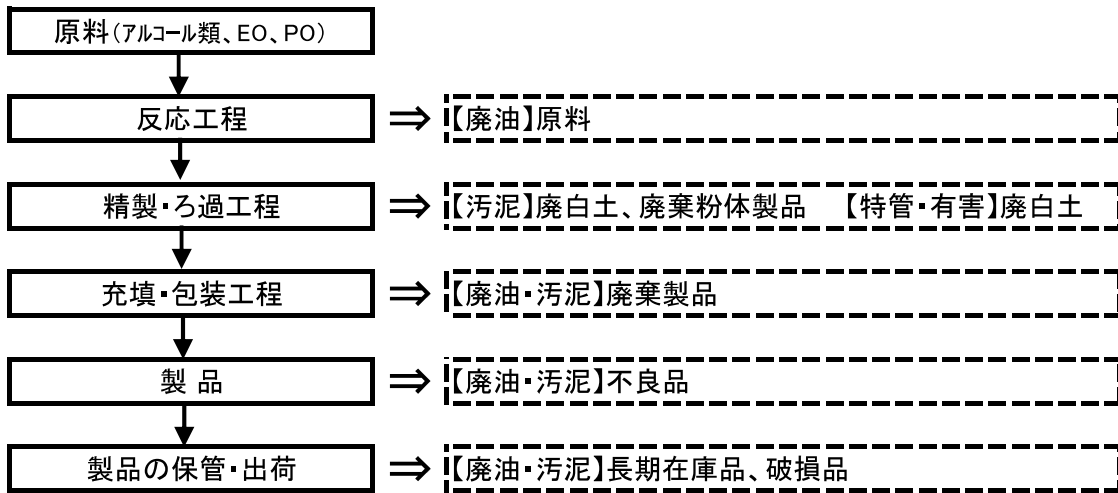 原料(アルコール類、EO、PO)
反応工程
⇒
【廃油】原料
精製・ろ過工程
⇒
【汚泥】廃白土、廃棄粉体製品　【特管・有害】廃白土
充填・包装工程
⇒
【廃油・汚泥】廃棄製品
製 品
⇒
【廃油・汚泥】不良品
製品の保管・出荷
⇒
【廃油・汚泥】長期在庫品、破損品